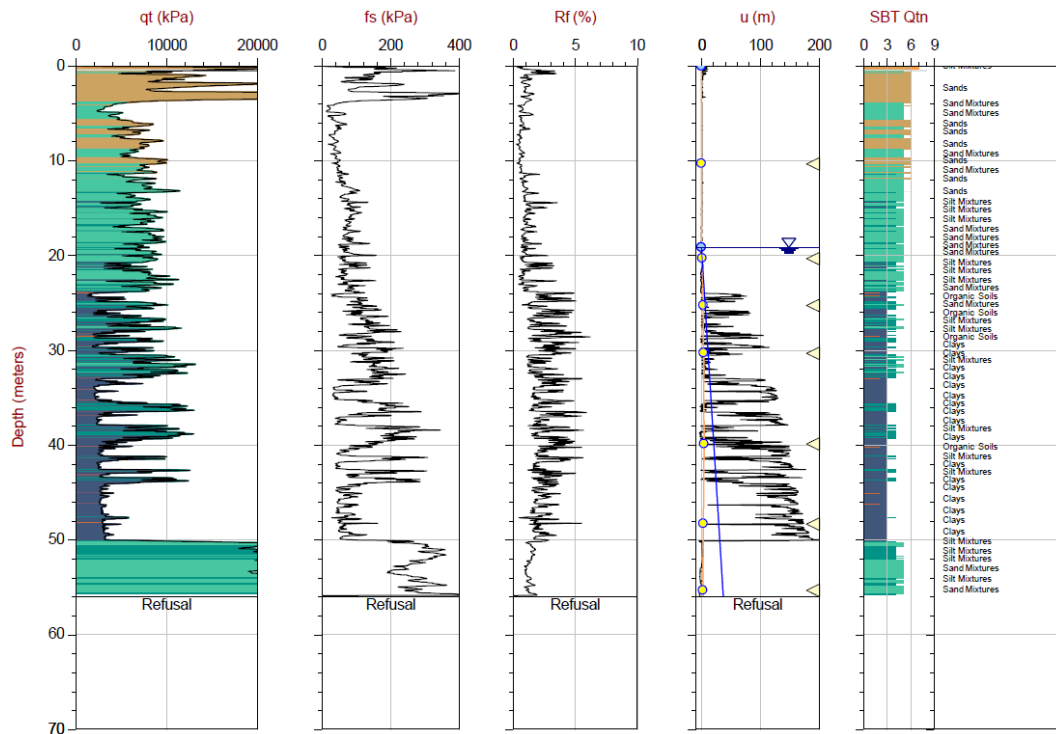 qt (kPa) fs (kPa) Rf (%) u (m) SBT Qtn
0 10000 20000 0 200 400 0 5 10 0 100 200 0 3 6 9
0
10
20
30
40
50
60
70
Depth (meters)
Silt Mixtures
Sands
Sand Mixtures
Sand Mixtures
Sands
Sands
Sands
Sand Mixtures
Sands
Sand Mixtures
Sands
Sands
Silt Mixtures
Silt Mixtures
Silt Mixtures
Sand Mixtures
Sand Mixtures
Sand Mixtures
Sand Mixtures
Silt Mixtures
Silt Mixtures
Silt Mixtures
Sand Mixtures
Organic Soils
Sand Mixtures
Organic Soils
Silt Mixtures
Silt Mixtures
Organic Soils
Clays
Clays
Silt Mixtures
Clays
Clays
Clays
Clays
Clays
Clays
Silt Mixtures
Clays
Organic Soils
Silt Mixtures
Clays
Silt Mixtures
Clays
Clays
Clays
Clays
Clays
Clays
Silt Mixtures
Silt Mixtures
Silt Mixtures
Sand Mixtures
Silt Mixtures
Sand Mixtures
Refusal Refusal Refusal Refusal